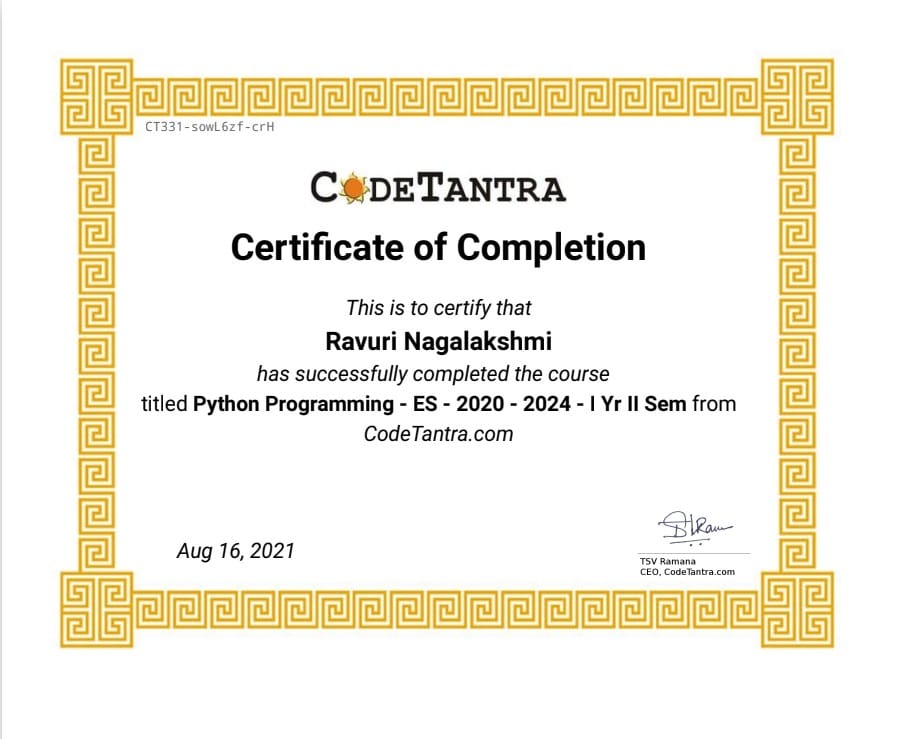 CT331-sowL6zf-crH
CODETANTRA
Certificate of Completion
This is to certify that
Ravuri Nagalakshmi
has successfully completed the course
titled Python Programming - ES - 2020 - 2024 - I Yr II Sem from
CodeTantra.com
Aug 16, 2021
TSV Ramana
CEO, CodeTantra.com